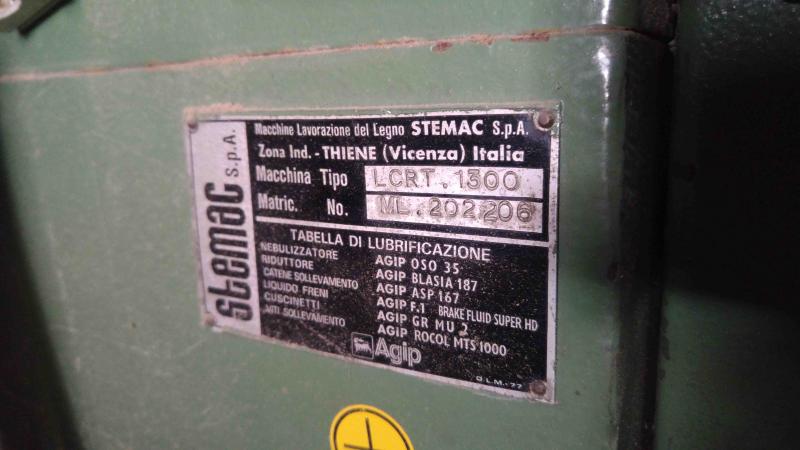 stemac S.p.A.
Macchine Lavorazione del Legno STEMAC S.p.A.
Zona Ind. - THIENE (Vicenza) Italia
Macchina Tipo LCRT.1300
Matric. No. ML.202206
TABELLA DI LUBRIFICAZIONE
NEBULIZZATORE AGIP OSO 35
RIDUTTORE AGIP BLASIA 187
CATENE SOLLEVAMENTO AGIP ASP 167
LIQUIDO FRENI AGIP F.1 BRAKE FLUID SUPER HD
CUSCINETTI AGIP GR MU 2
VITI SOLLEVAMENTO AGIP ROCOL MTS 1000
Agip
O.L.M.-77